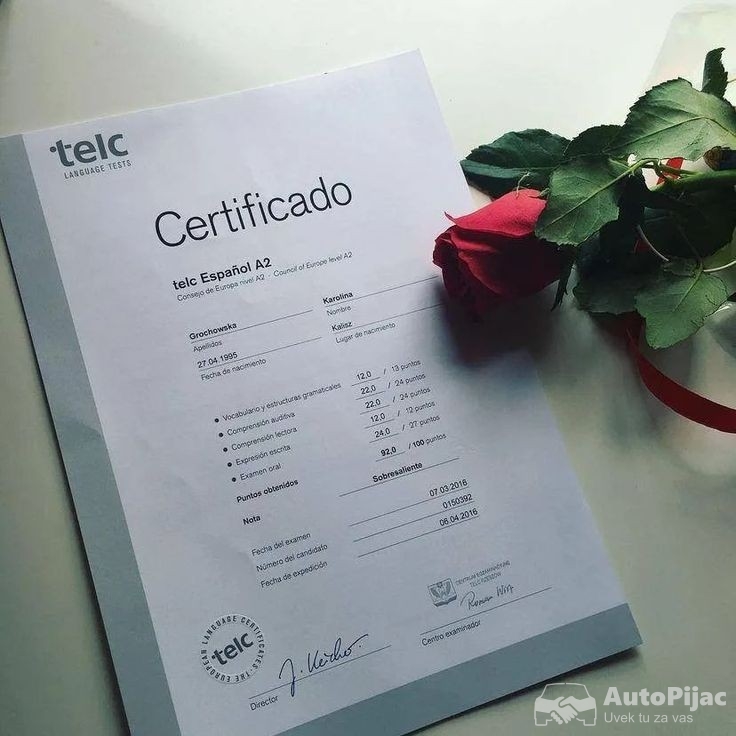 telc
LANGUAGE TESTS
Certificado
telc Español A2
Consejo de Europa nivel A2 - Council of Europe level A2
Grochowska Karolina
Apellidos Nombre
27.04.1995 Kalisz
Fecha de nacimiento Lugar de nacimiento
• Vocabulario y estructuras gramaticales 12,0 / 13 puntos
• Comprensión auditiva 22,0 / 24 puntos
• Comprensión lectora 22,0 / 24 puntos
• Expresión escrita 12,0 / 12 puntos
• Examen oral 24,0 / 27 puntos
Puntos obtenidos 92,0 / 100 puntos
Nota Sobresaliente
Fecha del examen 07.03.2016
Número del candidato 0150392
Fecha de expedición 06.04.2016
CENTRUM EGZAMINACYJNE
TELC RZESZÓW
Centro examinador
telc
THE EUROPEAN LANGUAGE CERTIFICATES
Director
AutoPijac
Uvek tu za vas